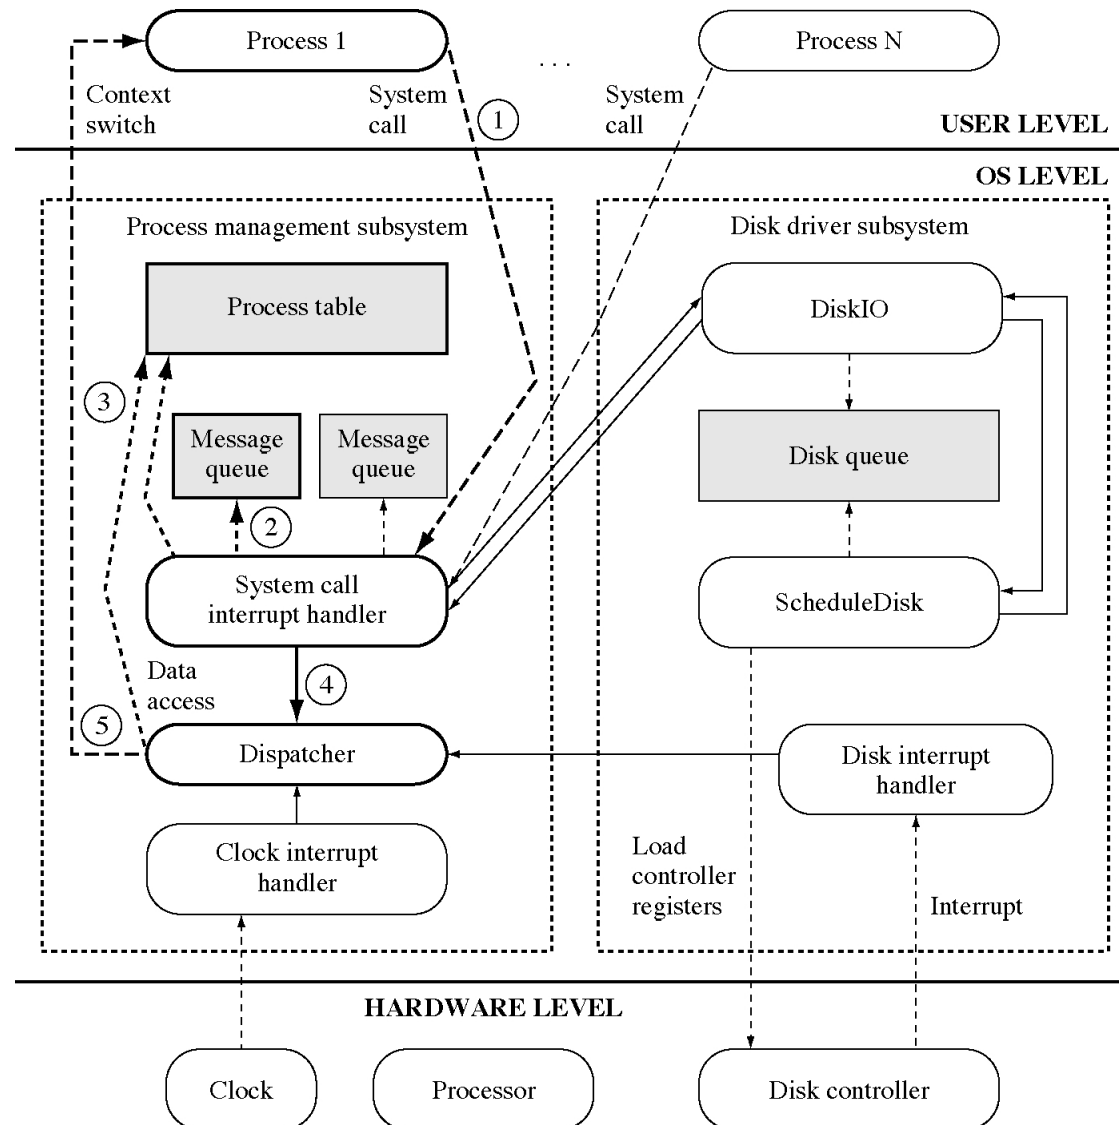 Process 1
. . .
Process N
Context
switch
System
call
1
System
call
USER LEVEL
OS LEVEL
Process management subsystem
Disk driver subsystem
Process table
DiskIO
3
Message
queue
Message
queue
Disk queue
2
System call
interrupt handler
ScheduleDisk
4
Data
access
5
Dispatcher
Disk interrupt
handler
Clock interrupt
handler
Load
controller
registers
Interrupt
HARDWARE LEVEL
Clock
Processor
Disk controller